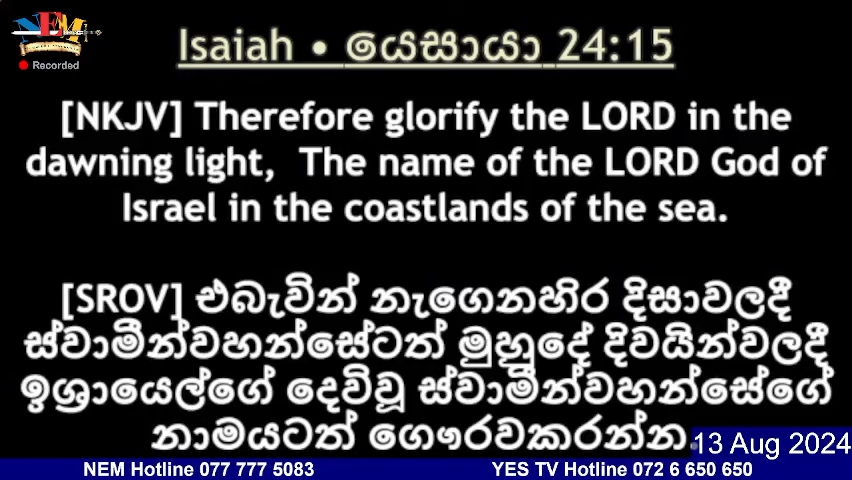 NEM
Recorded
Isaiah • යෙසායා 24:15
[NKJV] Therefore glorify the LORD in the
dawning light, The name of the LORD God of
Israel in the coastlands of the sea.
[SROV] එබැවින් නැගෙනහිර දිසාවලදී
ස්වාමීන්වහන්සේටත් මුහුදේ දිවයින්වලදී
ඉශ්‍රායෙල්ගේ දෙවිවූ ස්වාමීන්වහන්සේගේ
නාමයටත් ගෞරවකරන්න.
13 Aug 2024
NEM Hotline 077 777 5083 YES TV Hotline 072 6 650 650